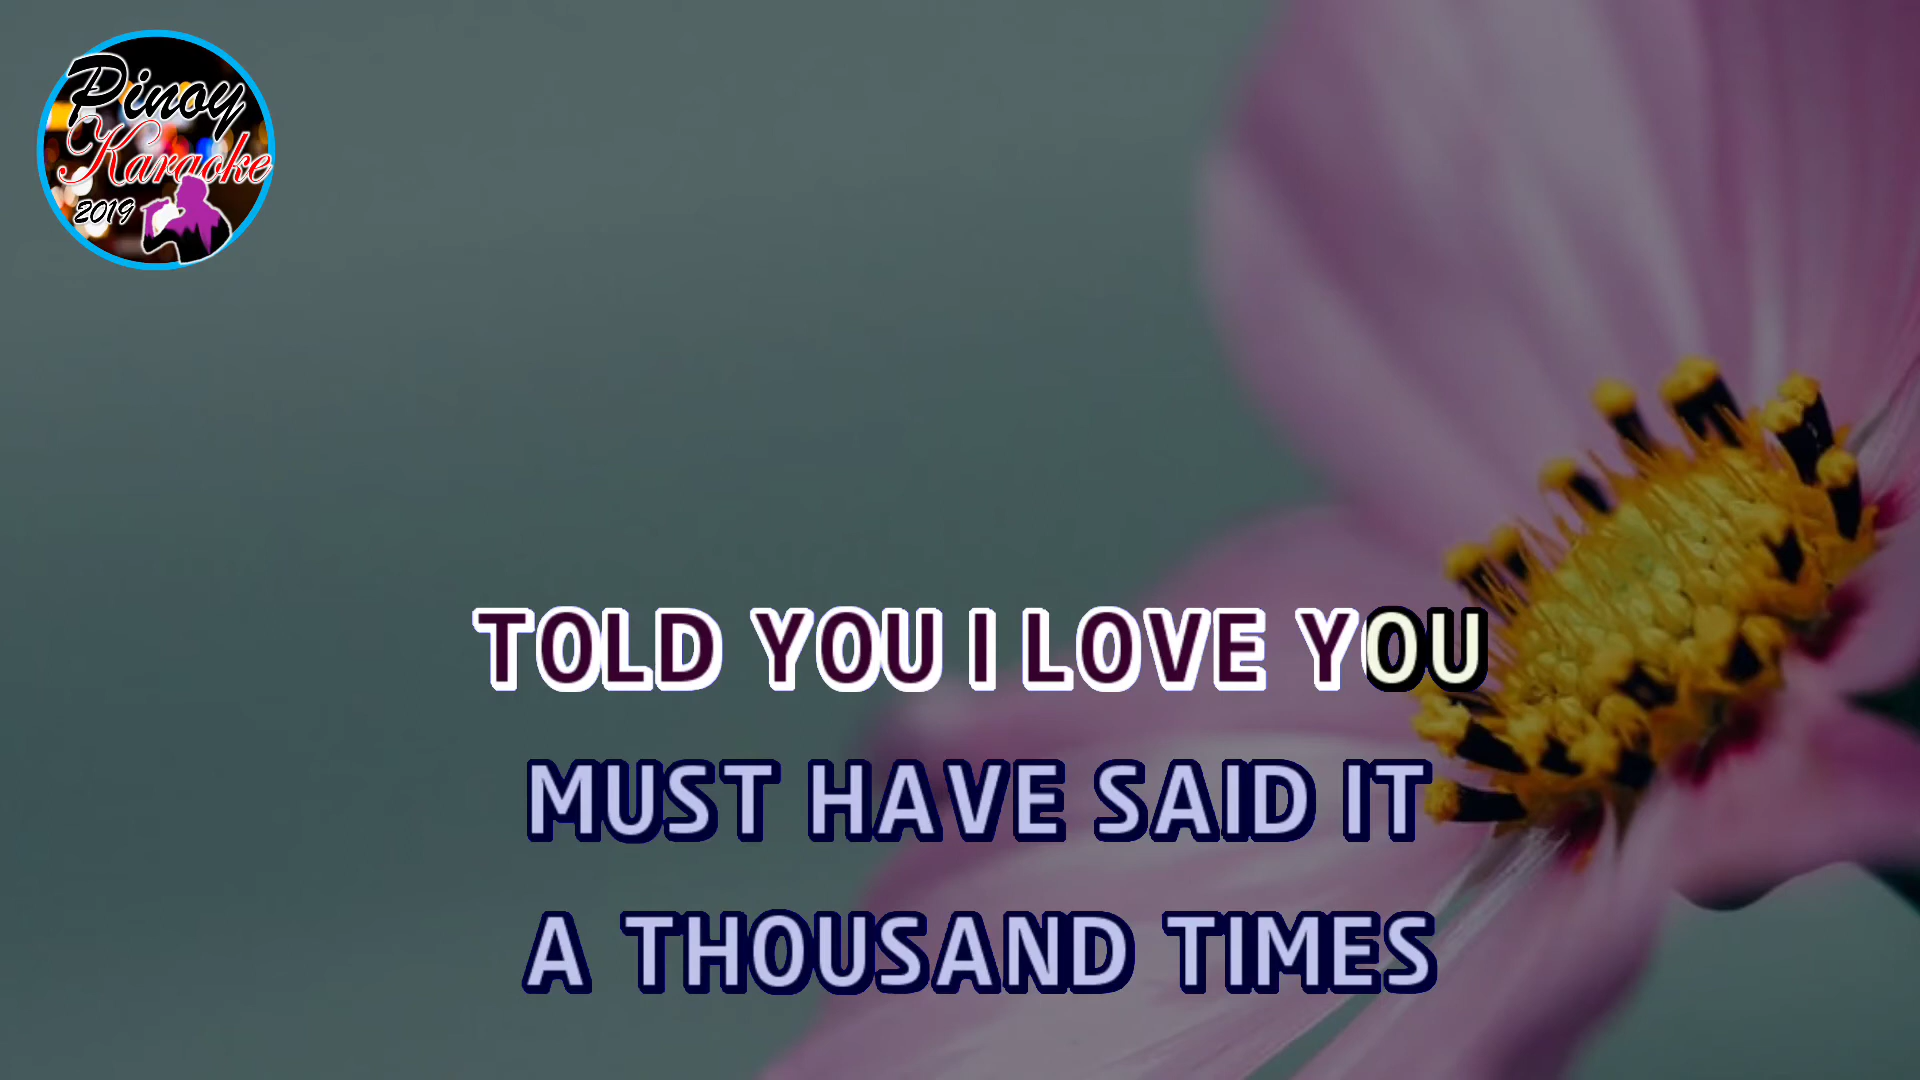 Pinoy
Karaoke
2019
TOLD YOU I LOVE YOU
MUST HAVE SAID IT
A THOUSAND TIMES